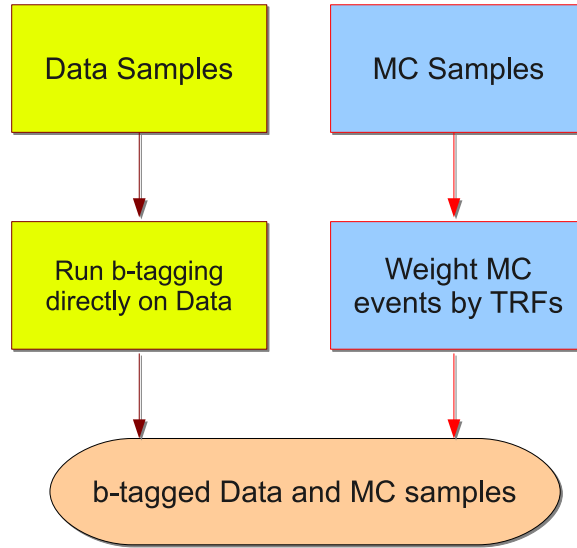 Data Samples
MC Samples
Run b-tagging
directly on Data
Weight MC
events by TRFs
b-tagged Data and MC samples